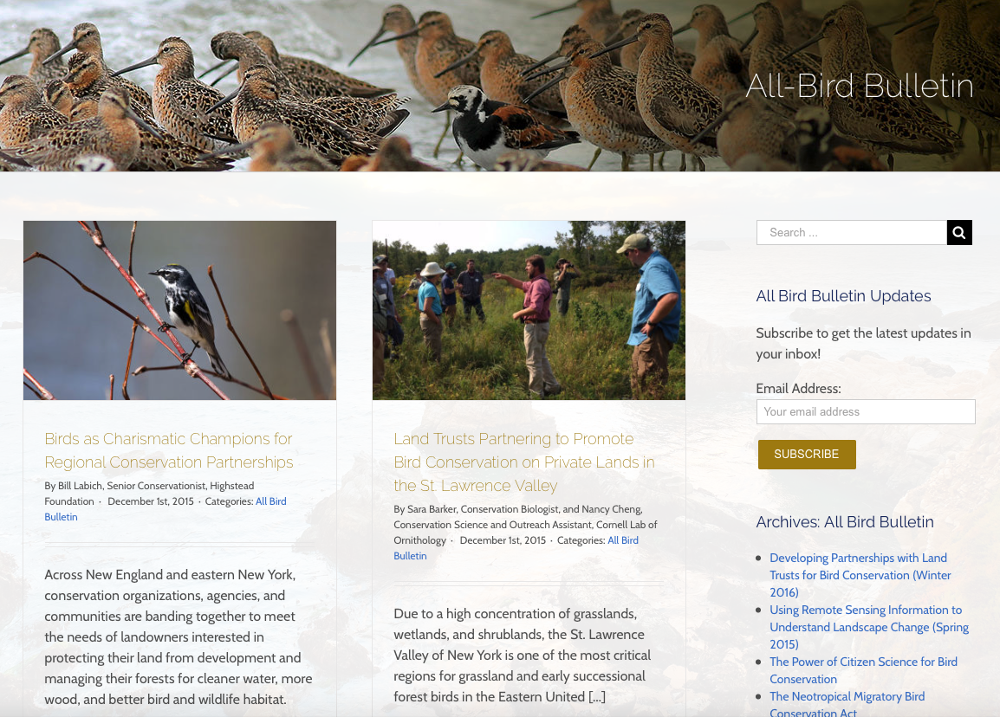 All-Bird Bulletin
Birds as Charismatic Champions for
Regional Conservation Partnerships
By Bill Labich, Senior Conservationist, Highstead
Foundation · December 1st, 2015 · Categories: All Bird
Bulletin
Across New England and eastern New York,
conservation organizations, agencies, and
communities are banding together to meet
the needs of landowners interested in
protecting their land from development and
managing their forests for cleaner water, more
wood, and better bird and wildlife habitat.
Land Trusts Partnering to Promote
Bird Conservation on Private Lands in
the St. Lawrence Valley
By Sara Barker, Conservation Biologist, and Nancy Cheng,
Conservation Science and Outreach Assistant, Cornell Lab of
Ornithology · December 1st, 2015 · Categories: All Bird
Bulletin
Due to a high concentration of grasslands,
wetlands, and shrublands, the St. Lawrence
Valley of New York is one of the most critical
regions for grassland and early successional
forest birds in the Eastern United [...]
Search ...
All Bird Bulletin Updates
Subscribe to get the latest updates in
your inbox!
Email Address:
Your email address
SUBSCRIBE
Archives: All Bird Bulletin
Developing Partnerships with Land
Trusts for Bird Conservation (Winter
2016)
Using Remote Sensing Information to
Understand Landscape Change (Spring
2015)
The Power of Citizen Science for Bird
Conservation
The Neotropical Migratory Bird
Conservation Act